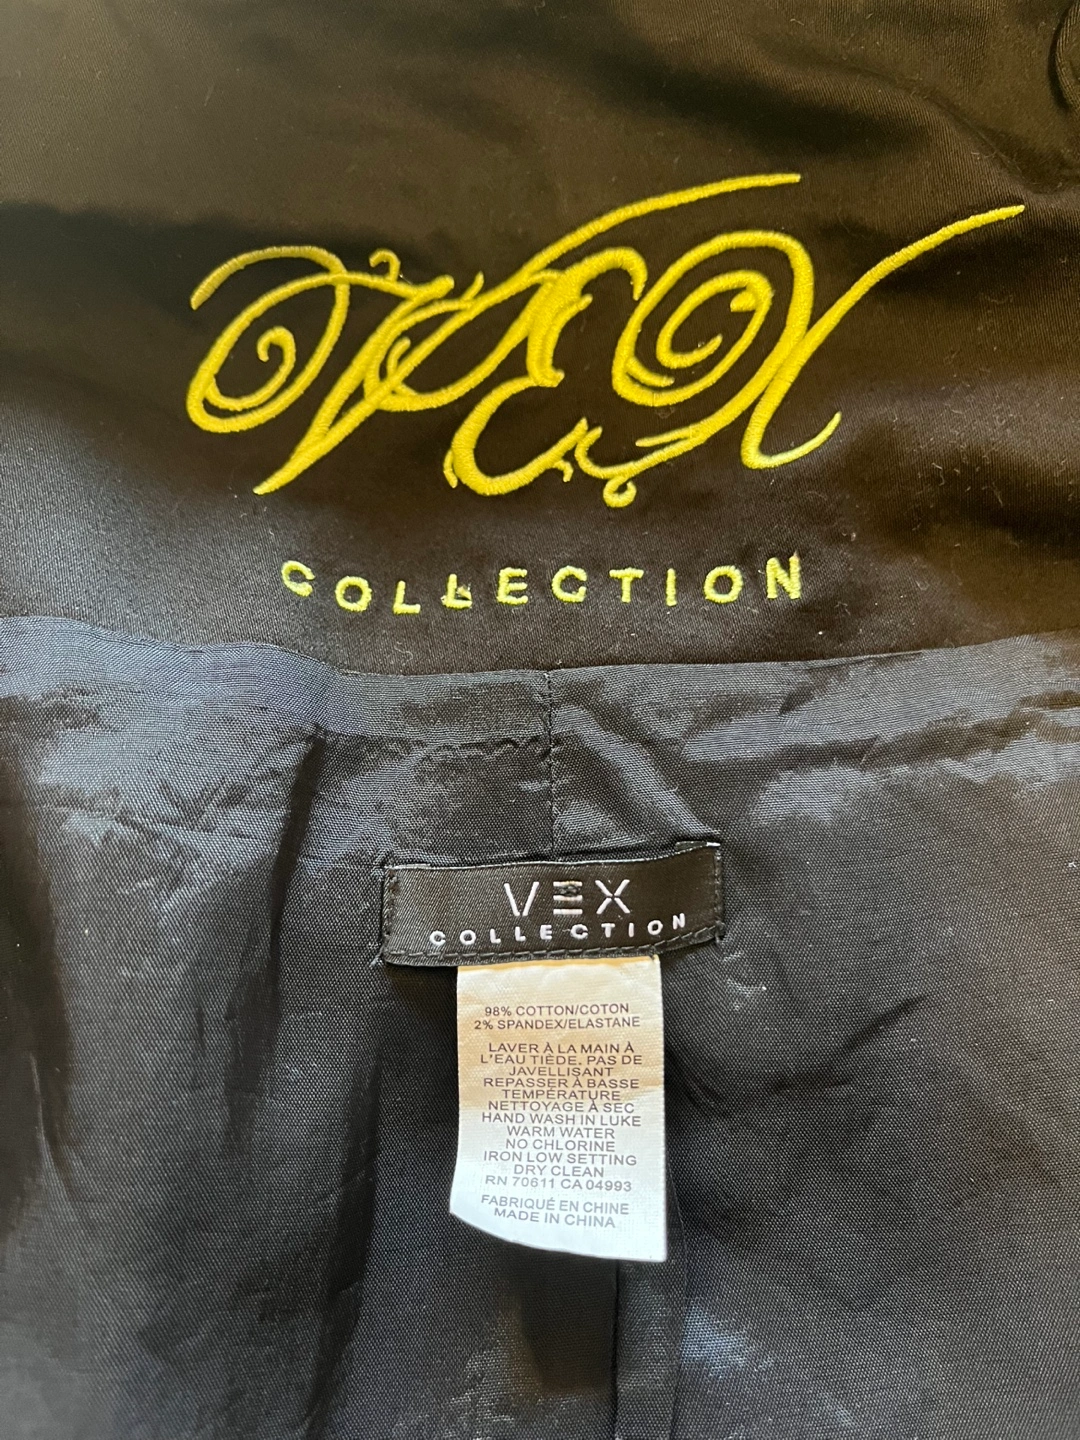 VEX
COLLECTION
VEX
COLLECTION
98% COTTON/COTON
2% SPANDEX/ELASTANE
LAVER À LA MAIN À
L'EAU TIÈDE. PAS DE
JAVELLISANT
REPASSER À BASSE
TEMPÉRATURE
NETTOYAGE À SEC
HAND WASH IN LUKE
WARM WATER
NO CHLORINE
IRON LOW SETTING
DRY CLEAN
RN 70611 CA 04993
FABRIQUÉ EN CHINE
MADE IN CHINA